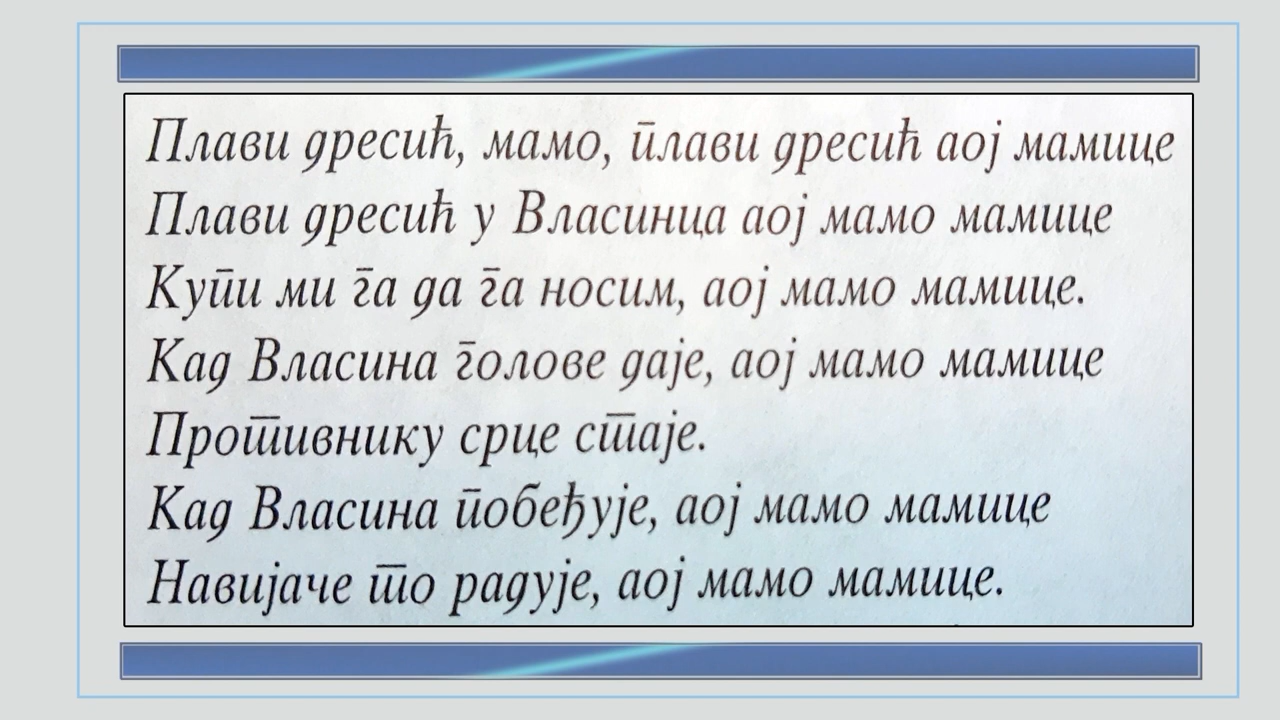 Плави дресић, мамо, плави дресић аој мамице
Плави дресић у Власинца аој мамо мамице
Купи ми га да га носим, аој мамо мамице.
Кад Власина голове даје, аој мамо мамице
Противнику срце стаје.
Кад Власина побеђује, аој мамо мамице
Навијаче то радује, аој мамо мамице.